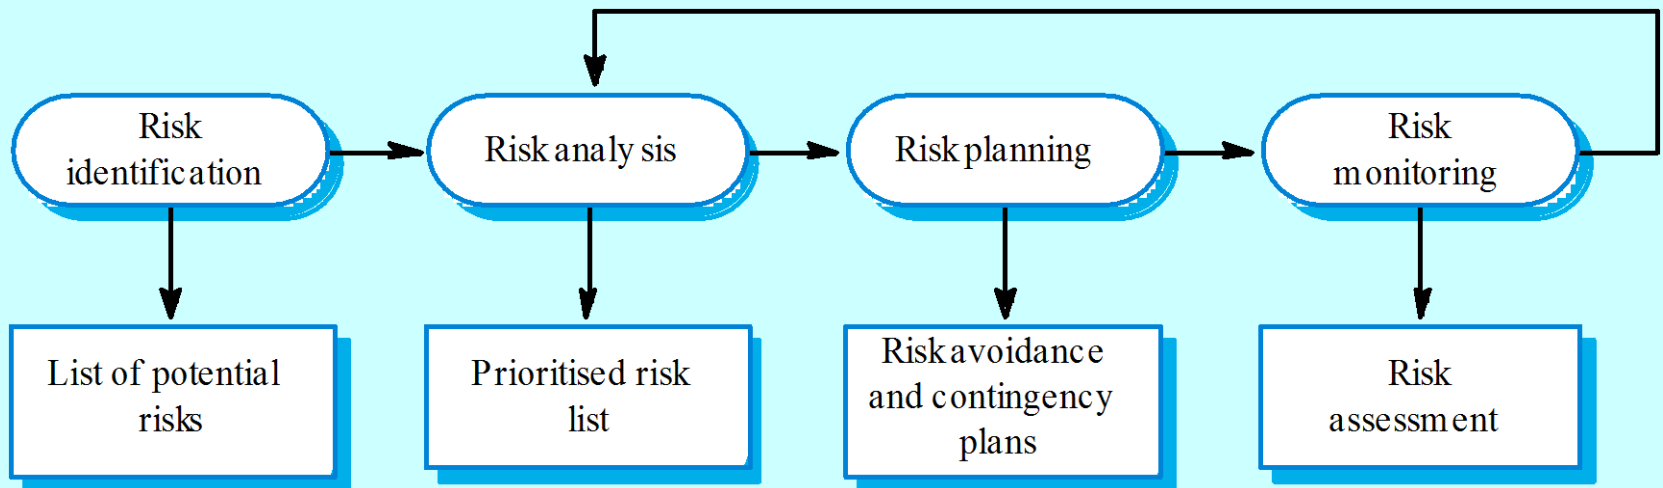 Risk
identification
Risk analysis
Risk planning
Risk
monitoring
List of potential
risks
Prioritised risk
list
Risk avoidance
and contingency
plans
Risk
assessment